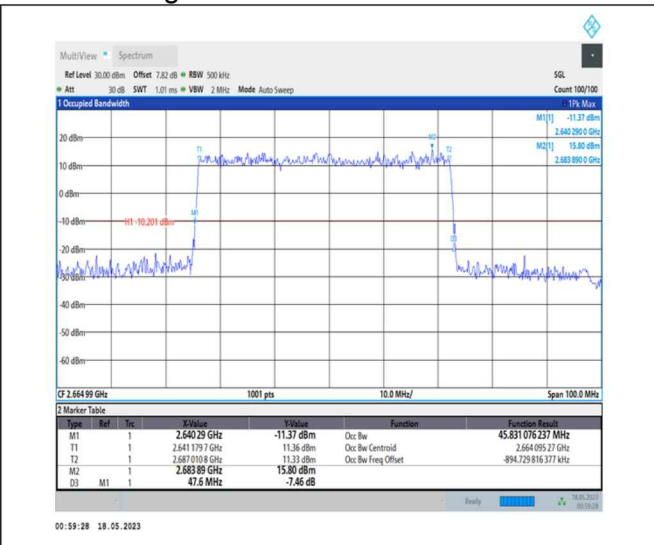 MultiView Spectrum
Ref Level 30.00 dBm Offset 7.82 dB RBW 500 kHz SGL
Att 30 dB SWT 1.01 ms VBW 2 MHz Mode Auto Sweep Count 100/100
1 Occupied Bandwidth 1Pk Max
M1[1] -11.37 dBm
2.640 290 0 GHz
M2[1] 15.80 dBm
2.683 890 0 GHz
20 dBm
M2
T1 T2
10 dBm
0 dBm
M1
-10 dBm H1 -10.201 dBm
D3
-20 dBm
-30 dBm
-40 dBm
-50 dBm
-60 dBm
CF 2.664 99 GHz 1001 pts 10.0 MHz/ Span 100.0 MHz
2 Marker Table
Type Ref Trc X-Value Y-Value Function Function Result
M1 1 2.640 29 GHz -11.37 dBm Occ Bw 45.831 076 237 MHz
T1 1 2.641 179 7 GHz 11.36 dBm Occ Bw Centroid 2.664 095 27 GHz
T2 1 2.687 010 8 GHz 11.33 dBm Occ Bw Freq Offset -894.729 816 377 kHz
M2 1 2.683 89 GHz 15.80 dBm
D3 M1 1 47.6 MHz -7.46 dB
Ready 18.05.2023
00:59:28
00:59:28 18.05.2023